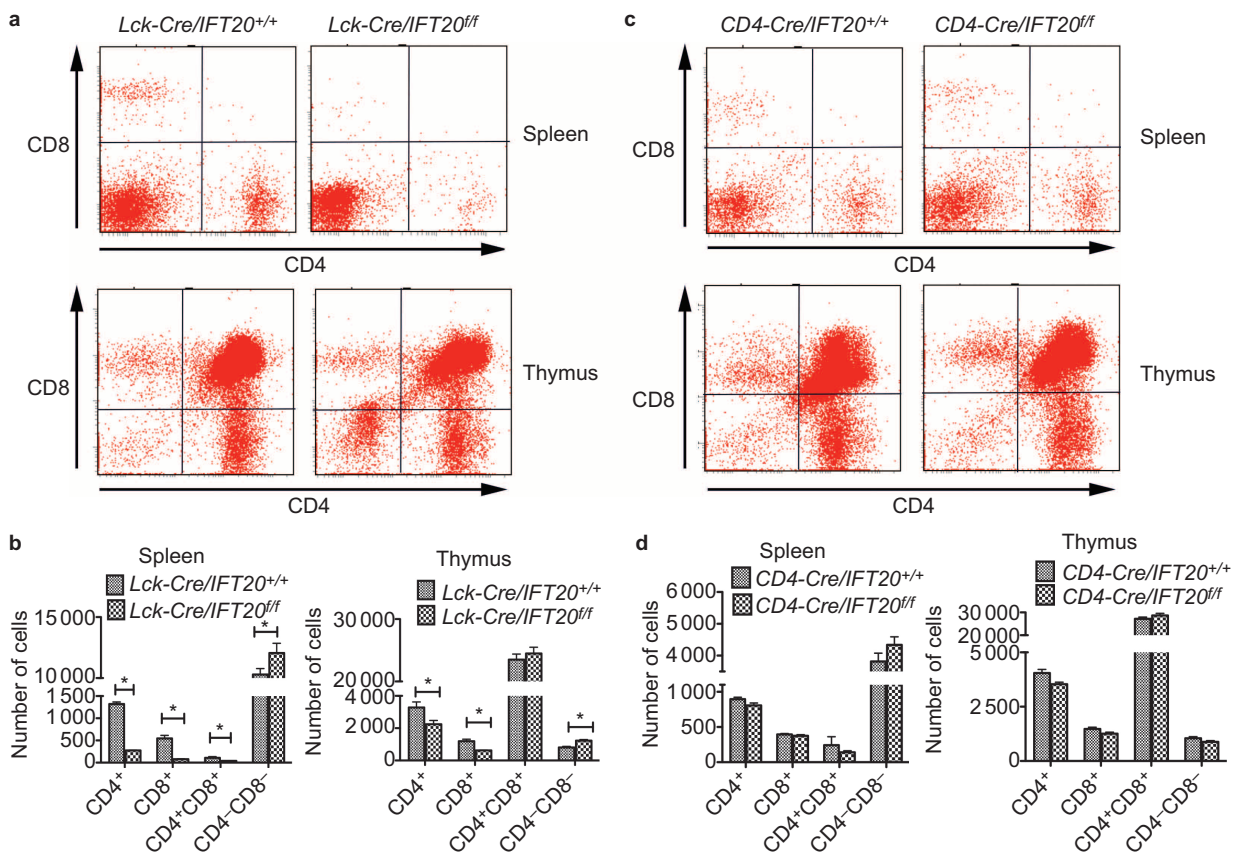 a
Lck-Cre/IFT20+/+
Lck-Cre/IFT20f/f
CD8
Spleen
CD4
CD8
Thymus
CD4
c
CD4-Cre/IFT20+/+
CD4-Cre/IFT20f/f
CD8
Spleen
CD4
CD8
Thymus
CD4
b
Spleen
Lck-Cre/IFT20+/+
Lck-Cre/IFT20f/f
Number of cells
15 000
10 000
1500
1 000
500
0
*
*
*
*
CD4+
CD8+
CD4+CD8+
CD4−CD8−
Thymus
Lck-Cre/IFT20+/+
Lck-Cre/IFT20f/f
Number of cells
30 000
20 000
4 000
2 000
0
*
*
*
CD4+
CD8+
CD4+CD8+
CD4−CD8−
d
Spleen
CD4-Cre/IFT20+/+
CD4-Cre/IFT20f/f
Number of cells
6 000
4 000
2 000
1 000
500
0
CD4+
CD8+
CD4+CD8+
CD4−CD8−
Thymus
CD4-Cre/IFT20+/+
CD4-Cre/IFT20f/f
Number of cells
30 000
20 000
5 000
2 500
0
CD4+
CD8+
CD4+CD8+
CD4−CD8−